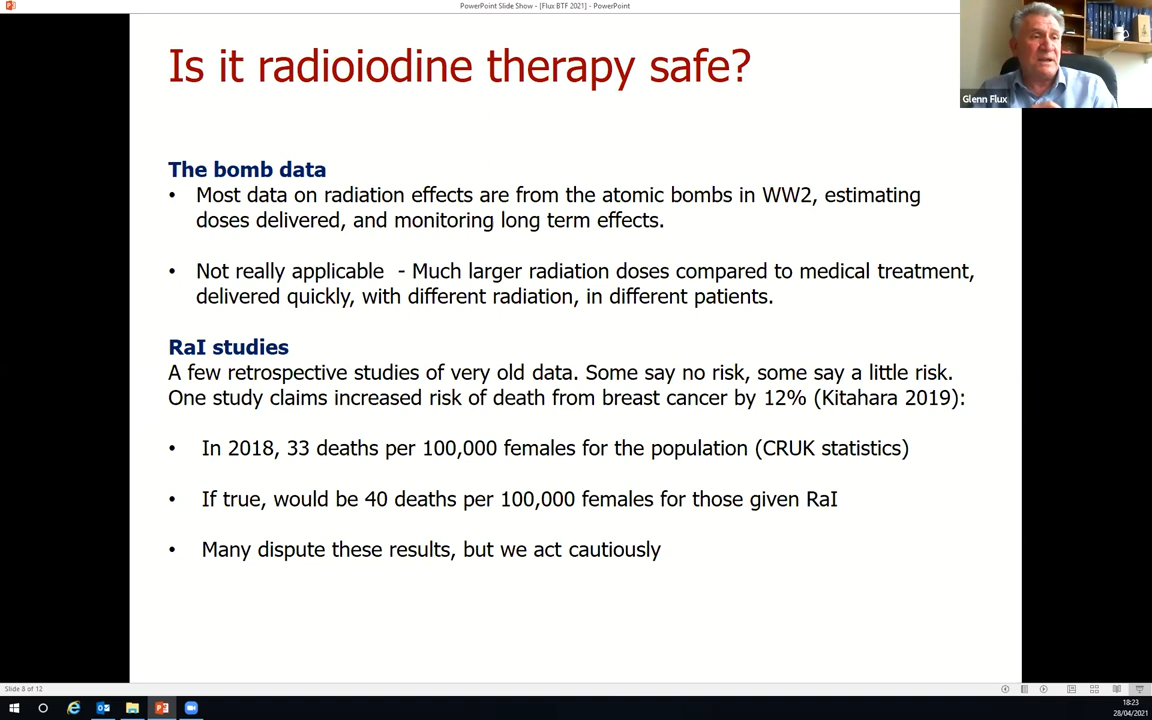 PowerPoint Slide Show - [Flux BTF 2021] - PowerPoint
Is it radioiodine therapy safe?
Glenn Flux
The bomb data
• Most data on radiation effects are from the atomic bombs in WW2, estimating
doses delivered, and monitoring long term effects.
• Not really applicable - Much larger radiation doses compared to medical treatment,
delivered quickly, with different radiation, in different patients.
RaI studies
A few retrospective studies of very old data. Some say no risk, some say a little risk.
One study claims increased risk of death from breast cancer by 12% (Kitahara 2019):
• In 2018, 33 deaths per 100,000 females for the population (CRUK statistics)
• If true, would be 40 deaths per 100,000 females for those given RaI
• Many dispute these results, but we act cautiously
Slide 8 of 12
18:23
28/04/2021